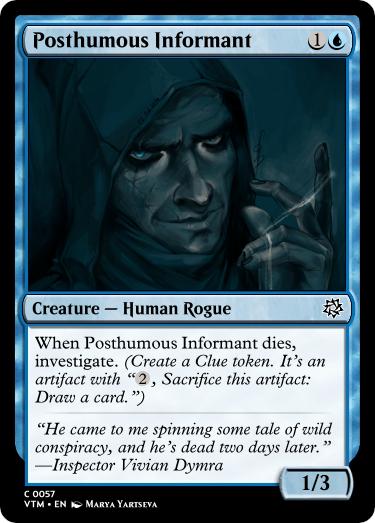 Posthumous Informant 1
Creature — Human Rogue
When Posthumous Informant dies,
investigate. (Create a Clue token. It's an
artifact with “2, Sacrifice this artifact:
Draw a card.”)
“He came to me spinning some tale of wild
conspiracy, and he's dead two days later.”
—Inspector Vivian Dymra
1/3
C 0057
VTM • EN Marya Yartseva